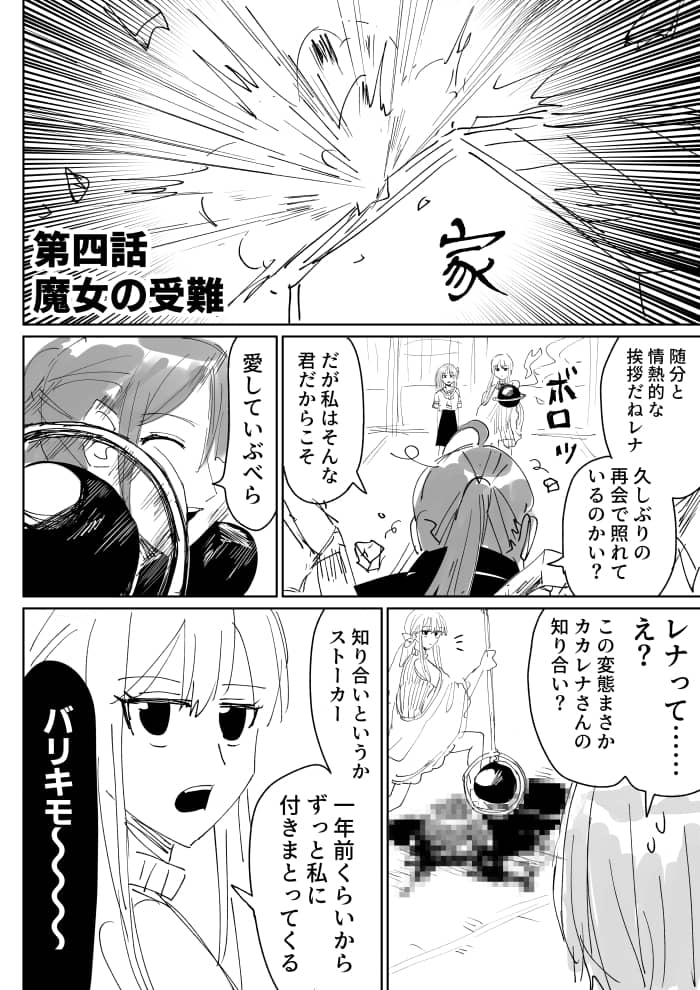 家
第四話
魔女の受難
随分と
情熱的な
挨拶だねレナ
久しぶりの
再会で照れて
いるのかい？
ボロッ
だが私はそんな
君だからこそ
愛していぶべら
レナって……
え？
この変態まさか
カカレナさんの
知り合い？
知り合いというか
ストーカー
一年前くらいから
ずっと私に
付きまとってくる
バリキモ～～～～